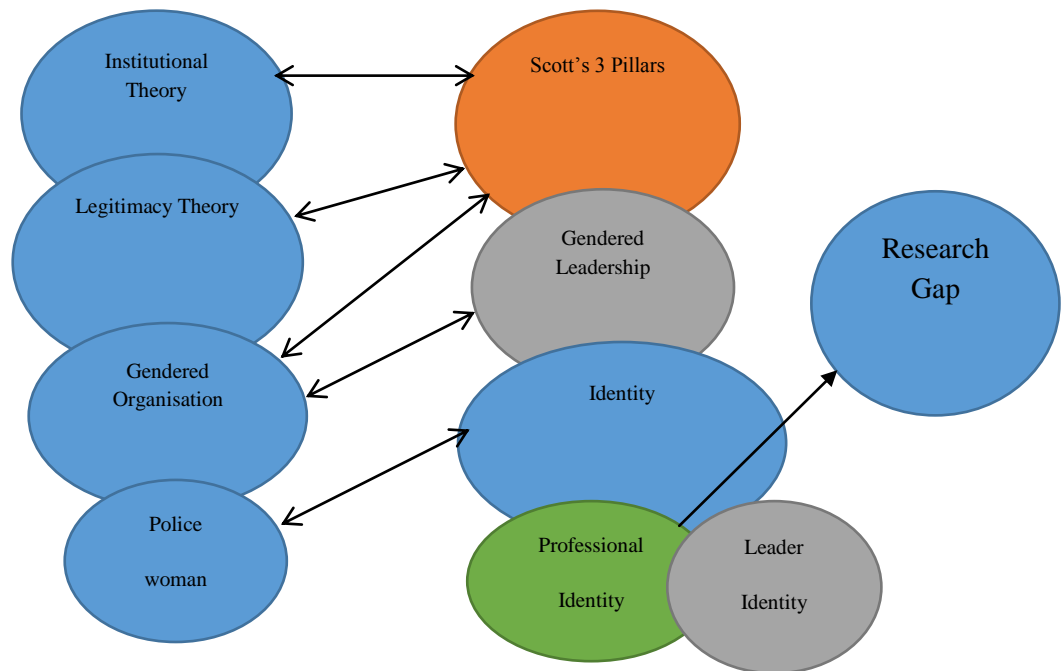 Institutional
Theory
Scott's 3 Pillars
Legitimacy Theory
Gendered
Leadership
Research
Gap
Gendered
Organisation
Identity
Police
woman
Professional
Identity
Leader
Identity